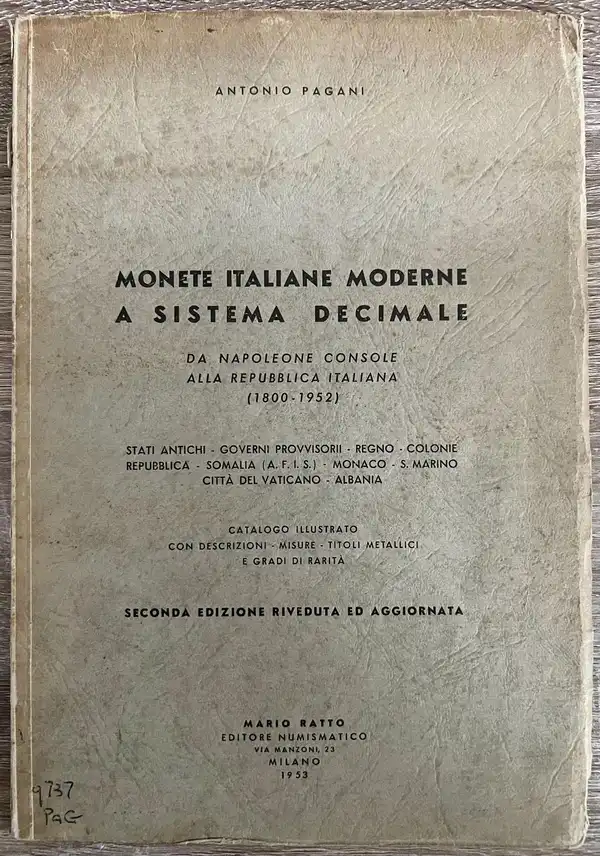 ANTONIO PAGANI
MONETE ITALIANE MODERNE
A SISTEMA DECIMALE
DA NAPOLEONE CONSOLE
ALLA REPUBBLICA ITALIANA
(1800-1952)
STATI ANTICHI - GOVERNI PROVVISORII - REGNO - COLONIE
REPUBBLICA - SOMALIA (A.F.I.S.) - MONACO - S. MARINO
CITTÀ DEL VATICANO - ALBANIA
CATALOGO ILLUSTRATO
CON DESCRIZIONI - MISURE - TITOLI METALLICI
E GRADI DI RARITÀ
SECONDA EDIZIONE RIVEDUTA ED AGGIORNATA
MARIO RATTO
EDITORE NUMISMATICO
VIA MANZONI, 23
MILANO
1953
q737
PaG